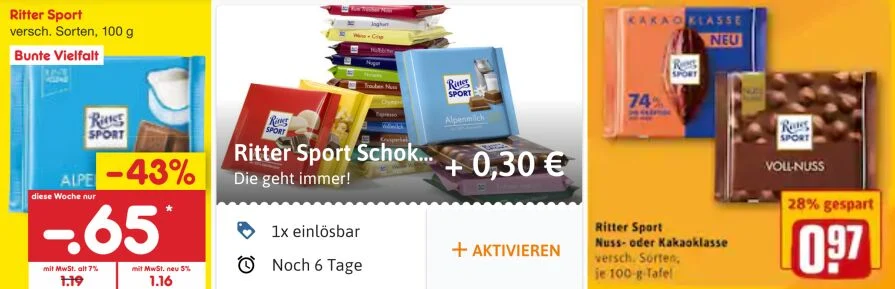 Ritter Sport
versch. Sorten, 100 g
Bunte Vielfalt
Ritter
SPORT
-43%
diese Woche nur
-.65*
mit MwSt. alt 7%
1.19
mit MwSt. neu 5%
1.16
Joghurt
Nugat
Trauben Nuss
Ritter
SPORT
Ritter
SPORT
Alpenmilch
Ritter Sport Schok...
+ 0,30 €
Die geht immer!
1x einlösbar
Noch 6 Tage
+ AKTIVIEREN
KAKAO KLASSE
NEU
Ritter
SPORT
74%
Ritter
SPORT
VOLL-NUSS
28% gespart
0.97
Ritter Sport
Nuss- oder Kakaoklasse
versch. Sorten,
je 100-g-Tafel